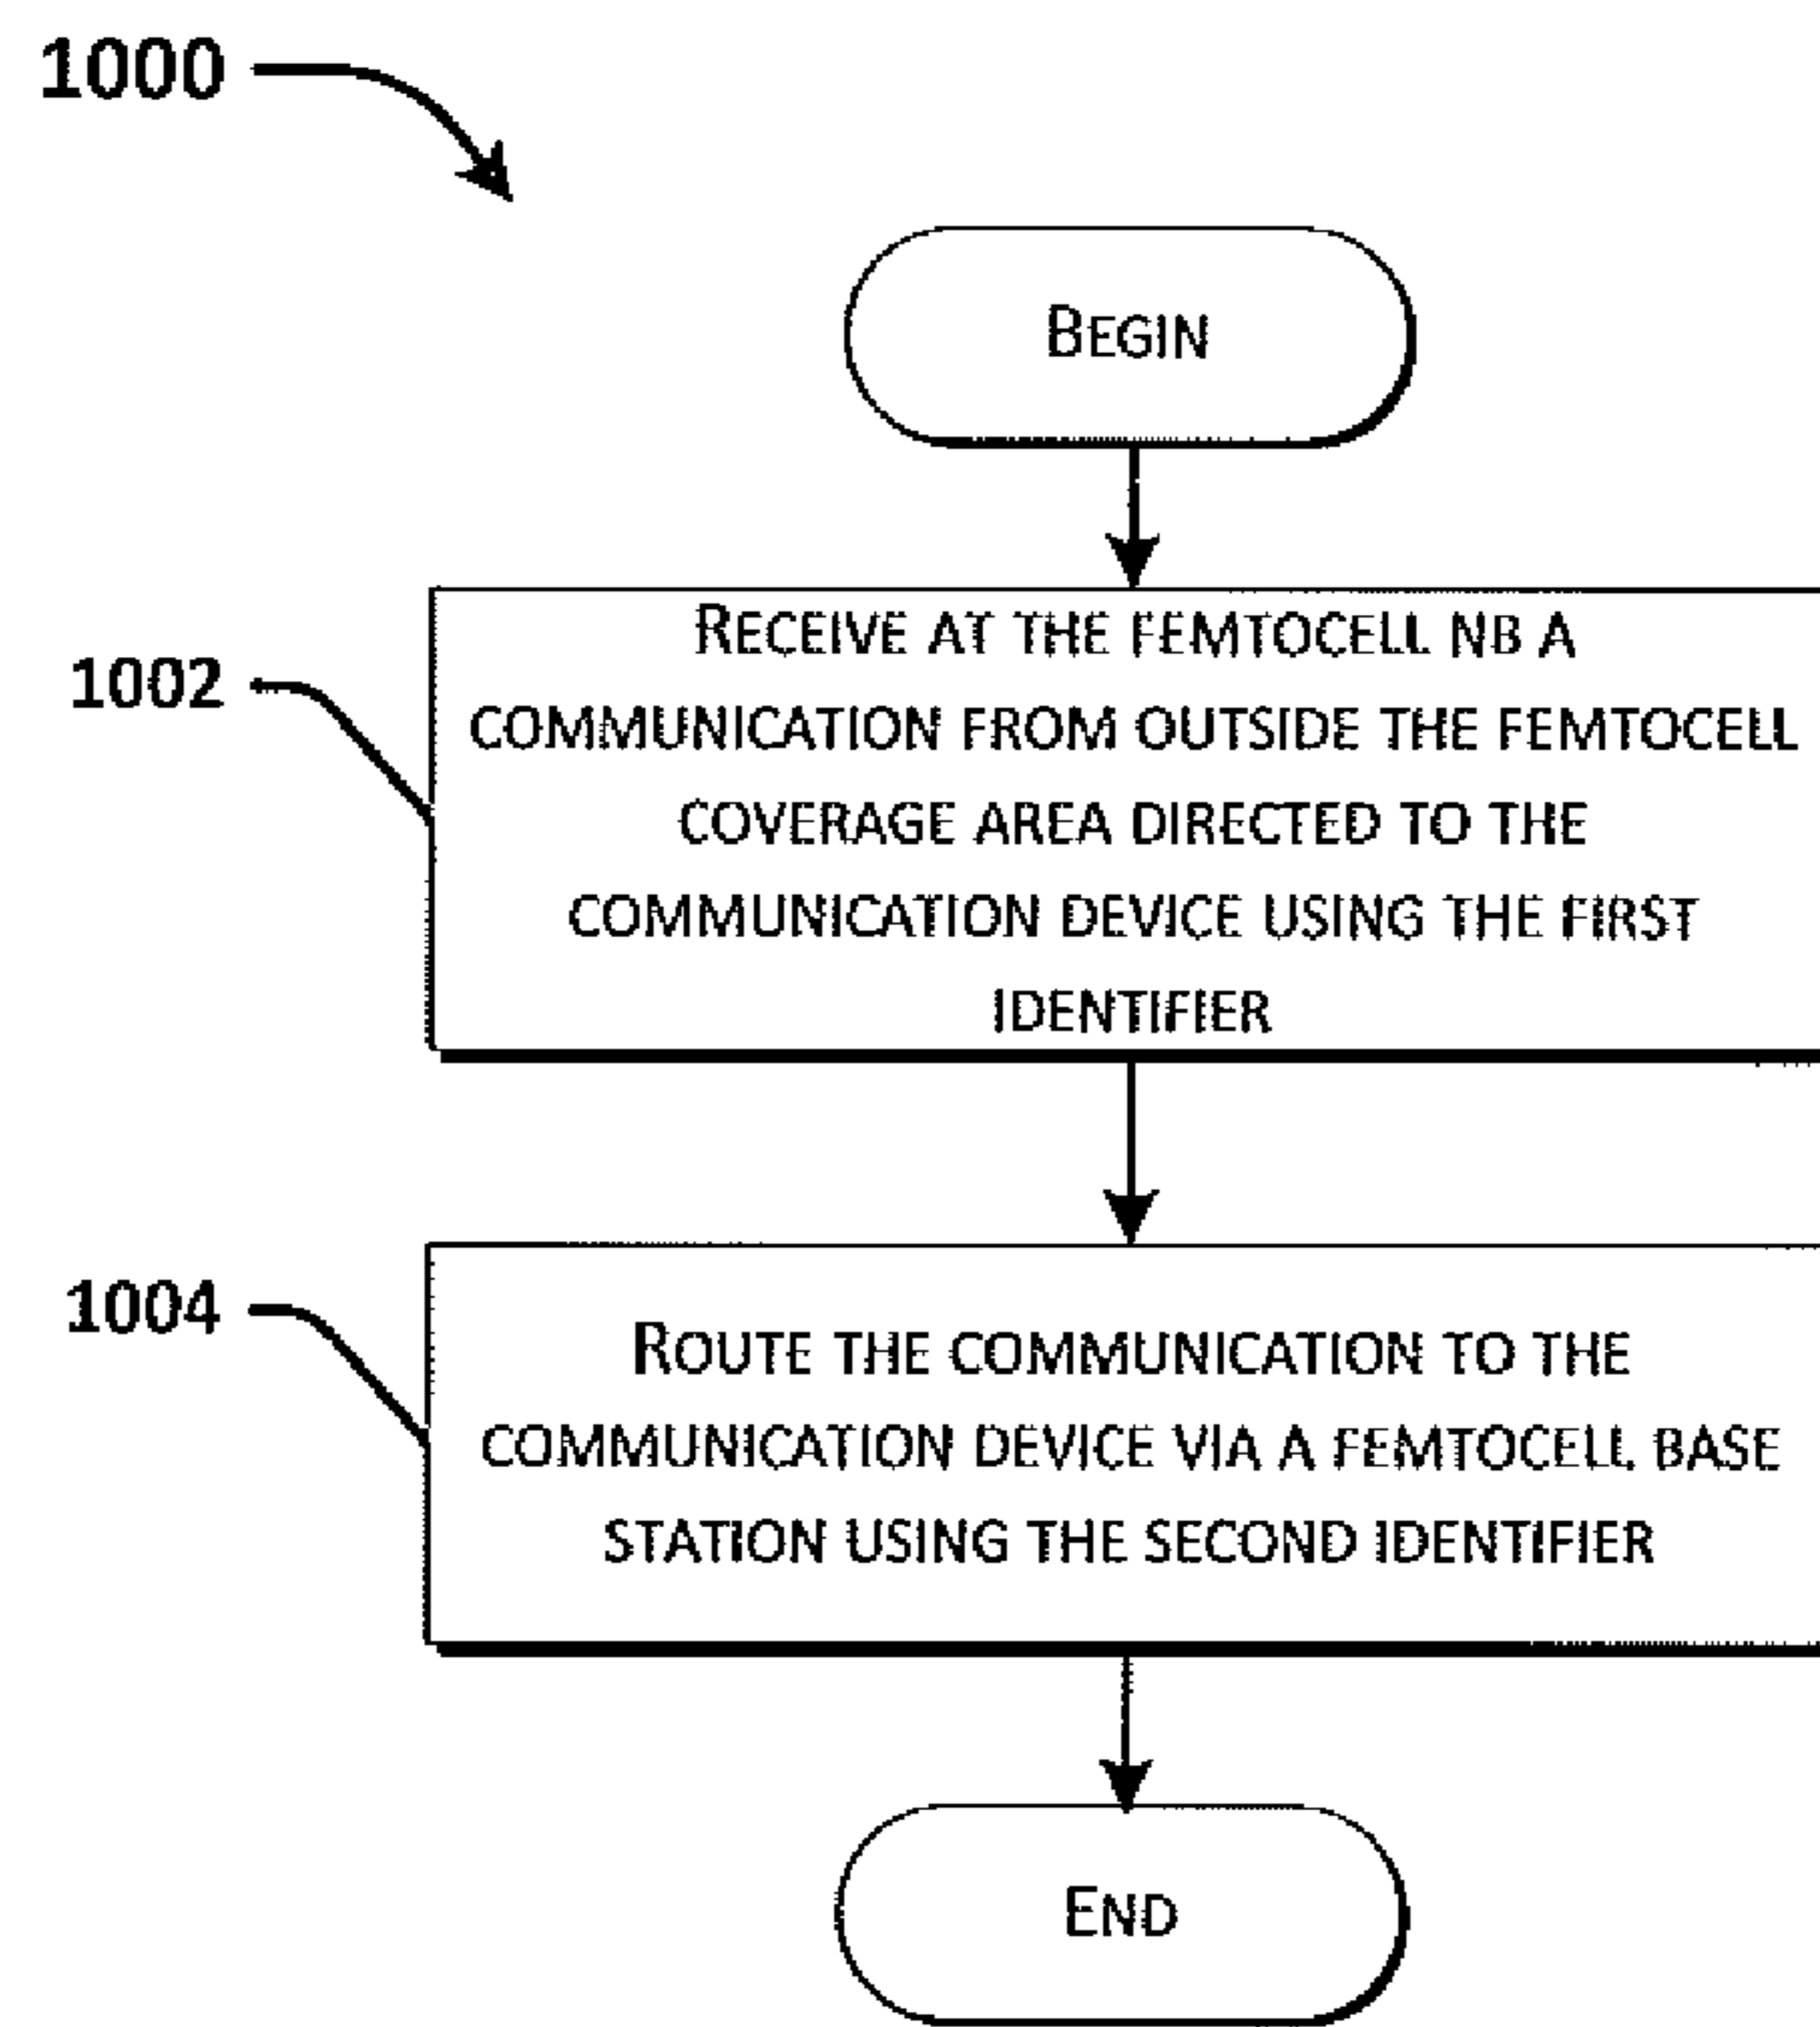 1000
BEGIN
RECEIVE AT THE FEMTOCELL NB A
1002
COMMUNICATION FROM OUTSIDE THE FEMTOCELL
COVERAGE AREA DIRECTED TO THE
COMMUNICATION DEVICE USING THE FIRST
IDENTIFIER
1004
ROUTE THE COMMUNICATION TO THE
COMMUNICATION DEVICE VIA A FEMTOCELL BASE
STATION USING THE SECOND IDENTIFIER
END